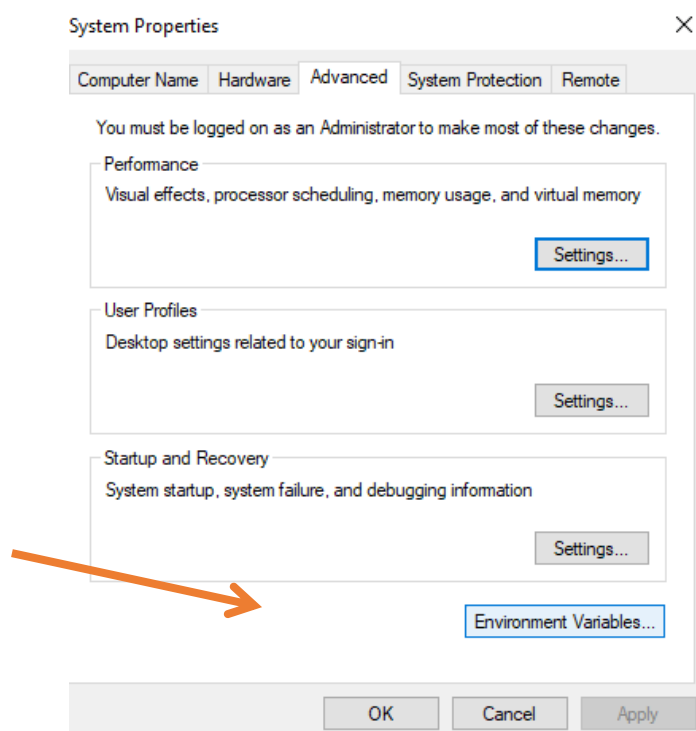 System Properties
Computer Name Hardware Advanced System Protection Remote
You must be logged on as an Administrator to make most of these changes.
Performance
Visual effects, processor scheduling, memory usage, and virtual memory
Settings...
User Profiles
Desktop settings related to your sign-in
Settings...
Startup and Recovery
System startup, system failure, and debugging information
Settings...
Environment Variables...
OK Cancel Apply